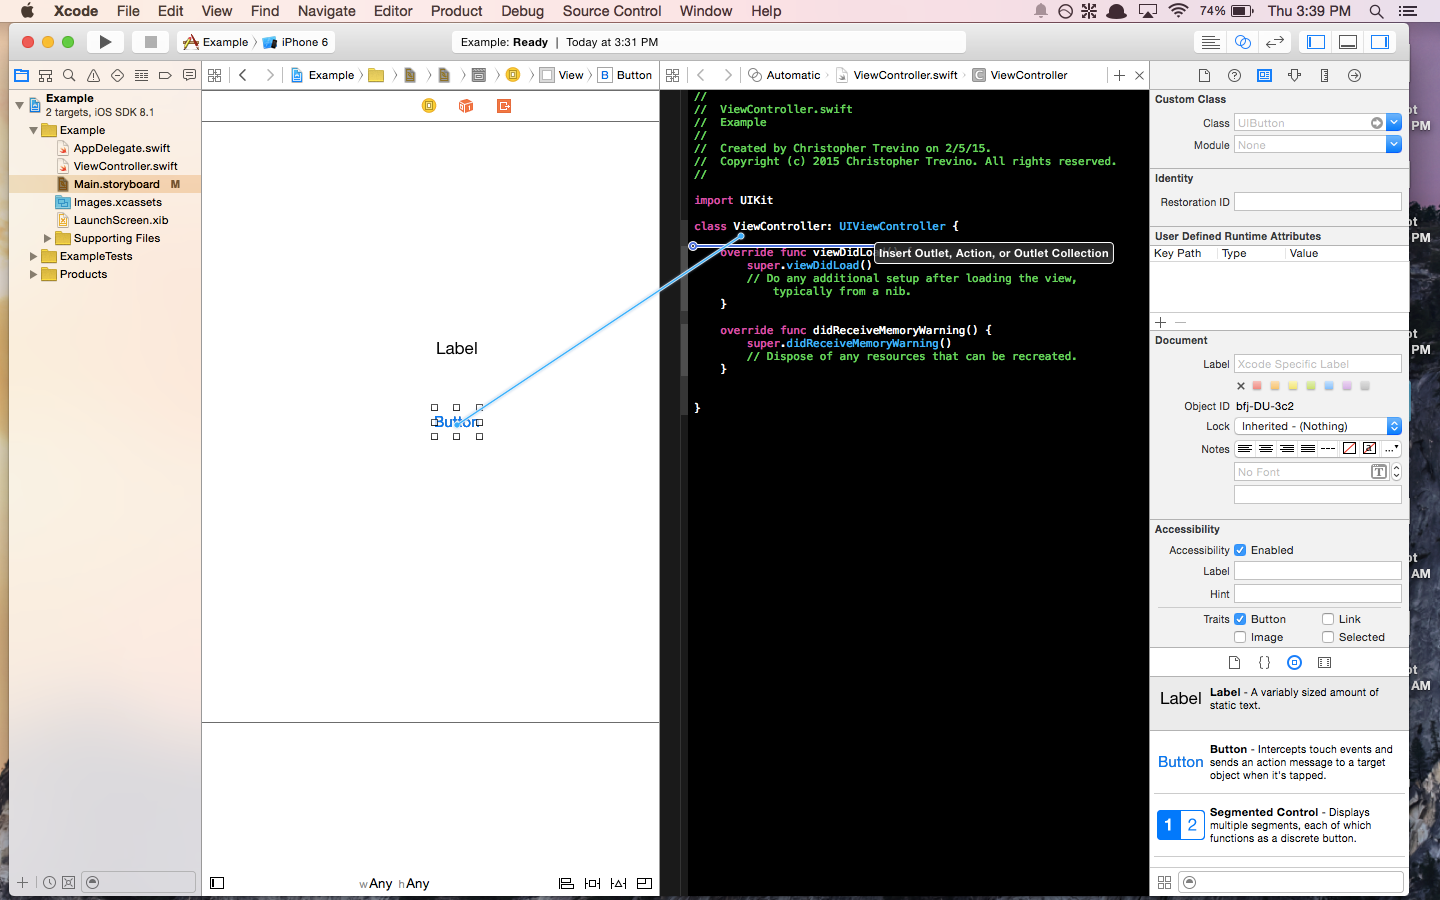 Xcode File Edit View Find Navigate Editor Product Debug Source Control Window Help 74% Thu 3:39 PM
Example iPhone 6
Example: Ready | Today at 3:31 PM
Example View B Button
Automatic ViewController.swift C ViewController
Example
2 targets, iOS SDK 8.1
Example
AppDelegate.swift
ViewController.swift
Main.storyboard M
Images.xcassets
LaunchScreen.xib
Supporting Files
ExampleTests
Products
Label
Button
wAny hAny
//
// ViewController.swift
// Example
//
// Created by Christopher Trevino on 2/5/15.
// Copyright (c) 2015 Christopher Trevino. All rights reserved.
//
import UIKit
class ViewController: UIViewController {
Insert Outlet, Action, or Outlet Collection
override func viewDidLo
super.viewDidLoad()
// Do any additional setup after loading the view,
typically from a nib.
}
override func didReceiveMemoryWarning() {
super.didReceiveMemoryWarning()
// Dispose of any resources that can be recreated.
}
}
Custom Class
Class UIButton
Module None
Identity
Restoration ID
User Defined Runtime Attributes
Key Path Type Value
Document
Label Xcode Specific Label
Object ID bfj-DU-3c2
Lock Inherited - (Nothing)
Notes
No Font T
Accessibility
Accessibility Enabled
Label
Hint
Traits Button Link
Image Selected
Label Label - A variably sized amount of
static text.
Button Button - Intercepts touch events and
sends an action message to a target
object when it's tapped.
1 2 Segmented Control - Displays
multiple segments, each of which
functions as a discrete button.
PM
PM
AM
AM